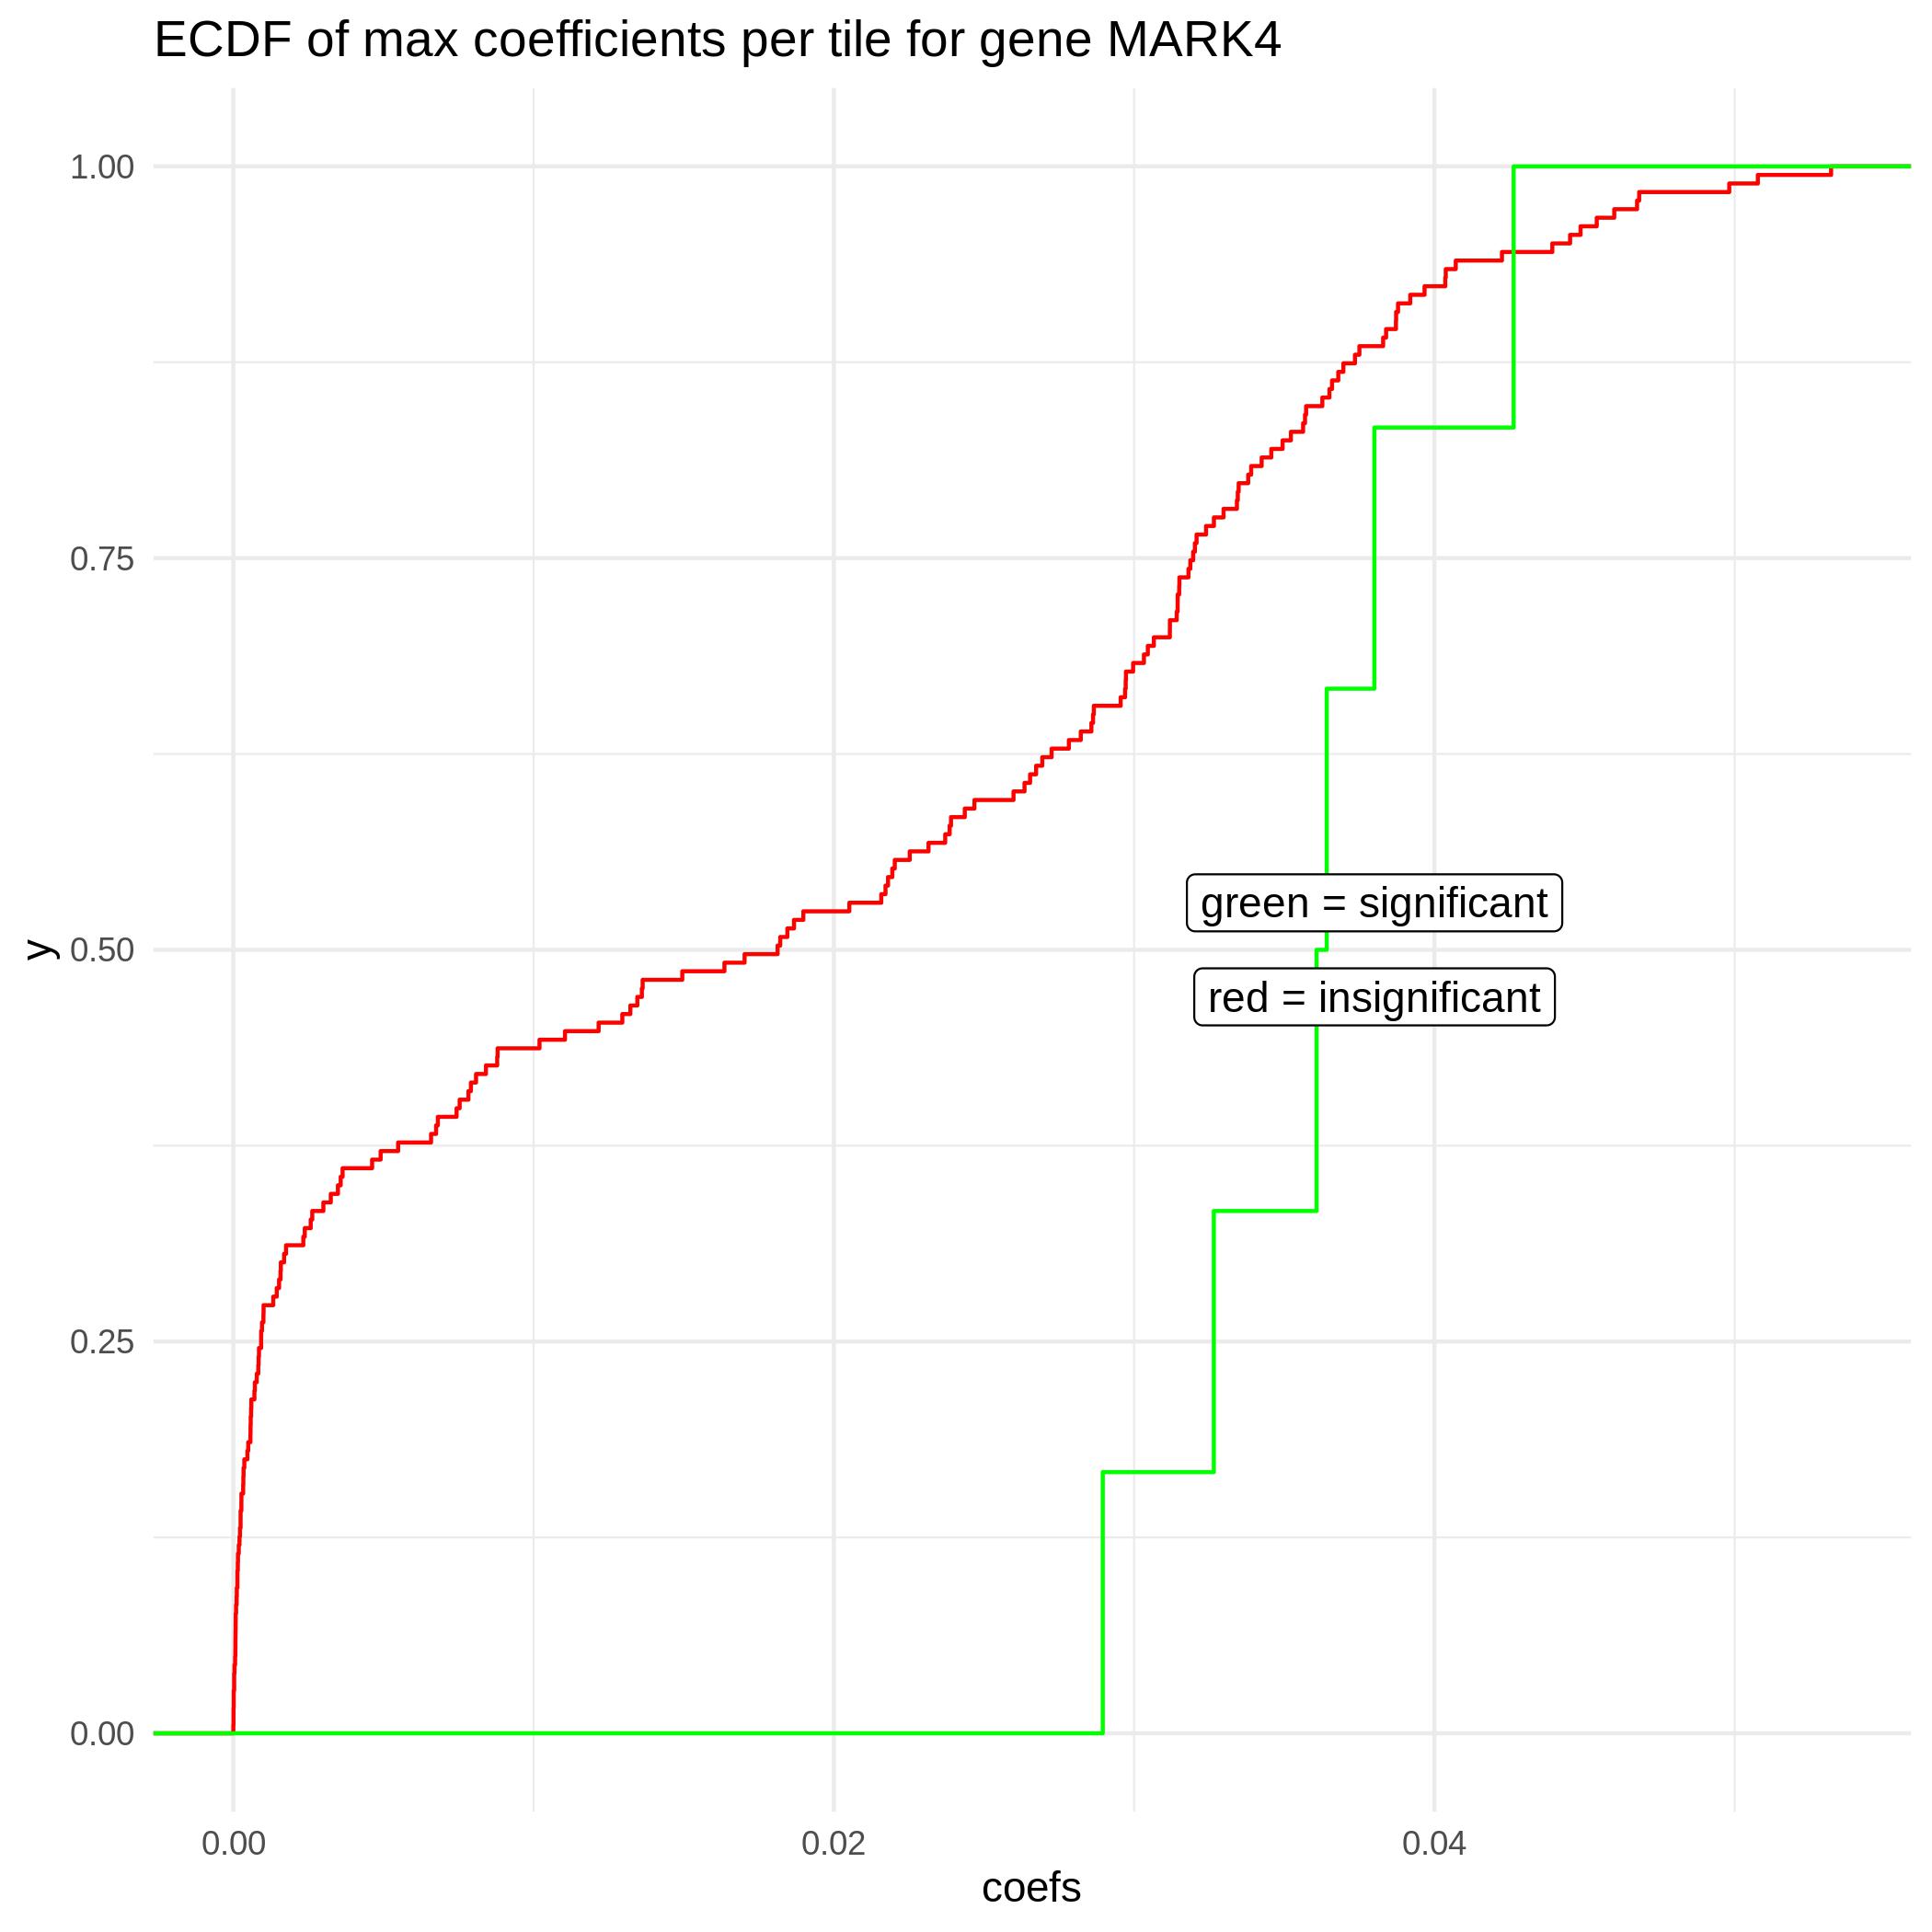 ECDF of max coefficients per tile for gene MARK4
1.00
0.75
0.50
0.25
0.00
y
green = significant
red = insignificant
0.00
0.02
0.04
coefs